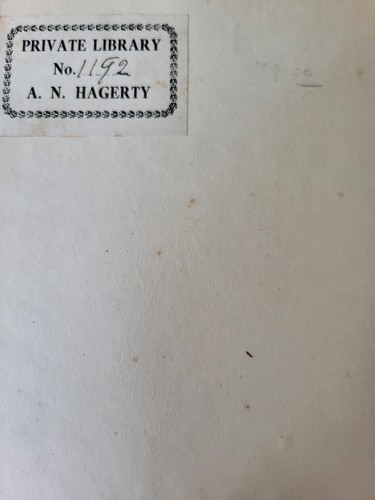 PRIVATE LIBRARY
No. 1192
A. N. HAGERTY